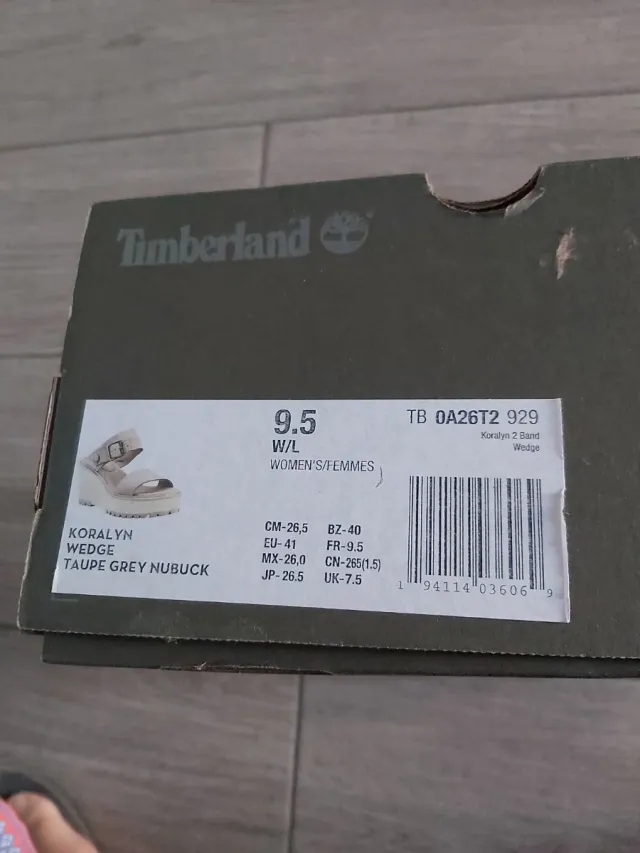 Timberland
9.5
W/L
WOMEN'S/FEMMES
TB 0A26T2 929
Koralyn 2 Band
Wedge
KORALYN
WEDGE
TAUPE GREY NUBUCK
CM-26,5 BZ-40
EU-41 FR-9.5
MX-26,0 CN-265(1.5)
JP-26.5 UK-7.5
1 94114 03606 9